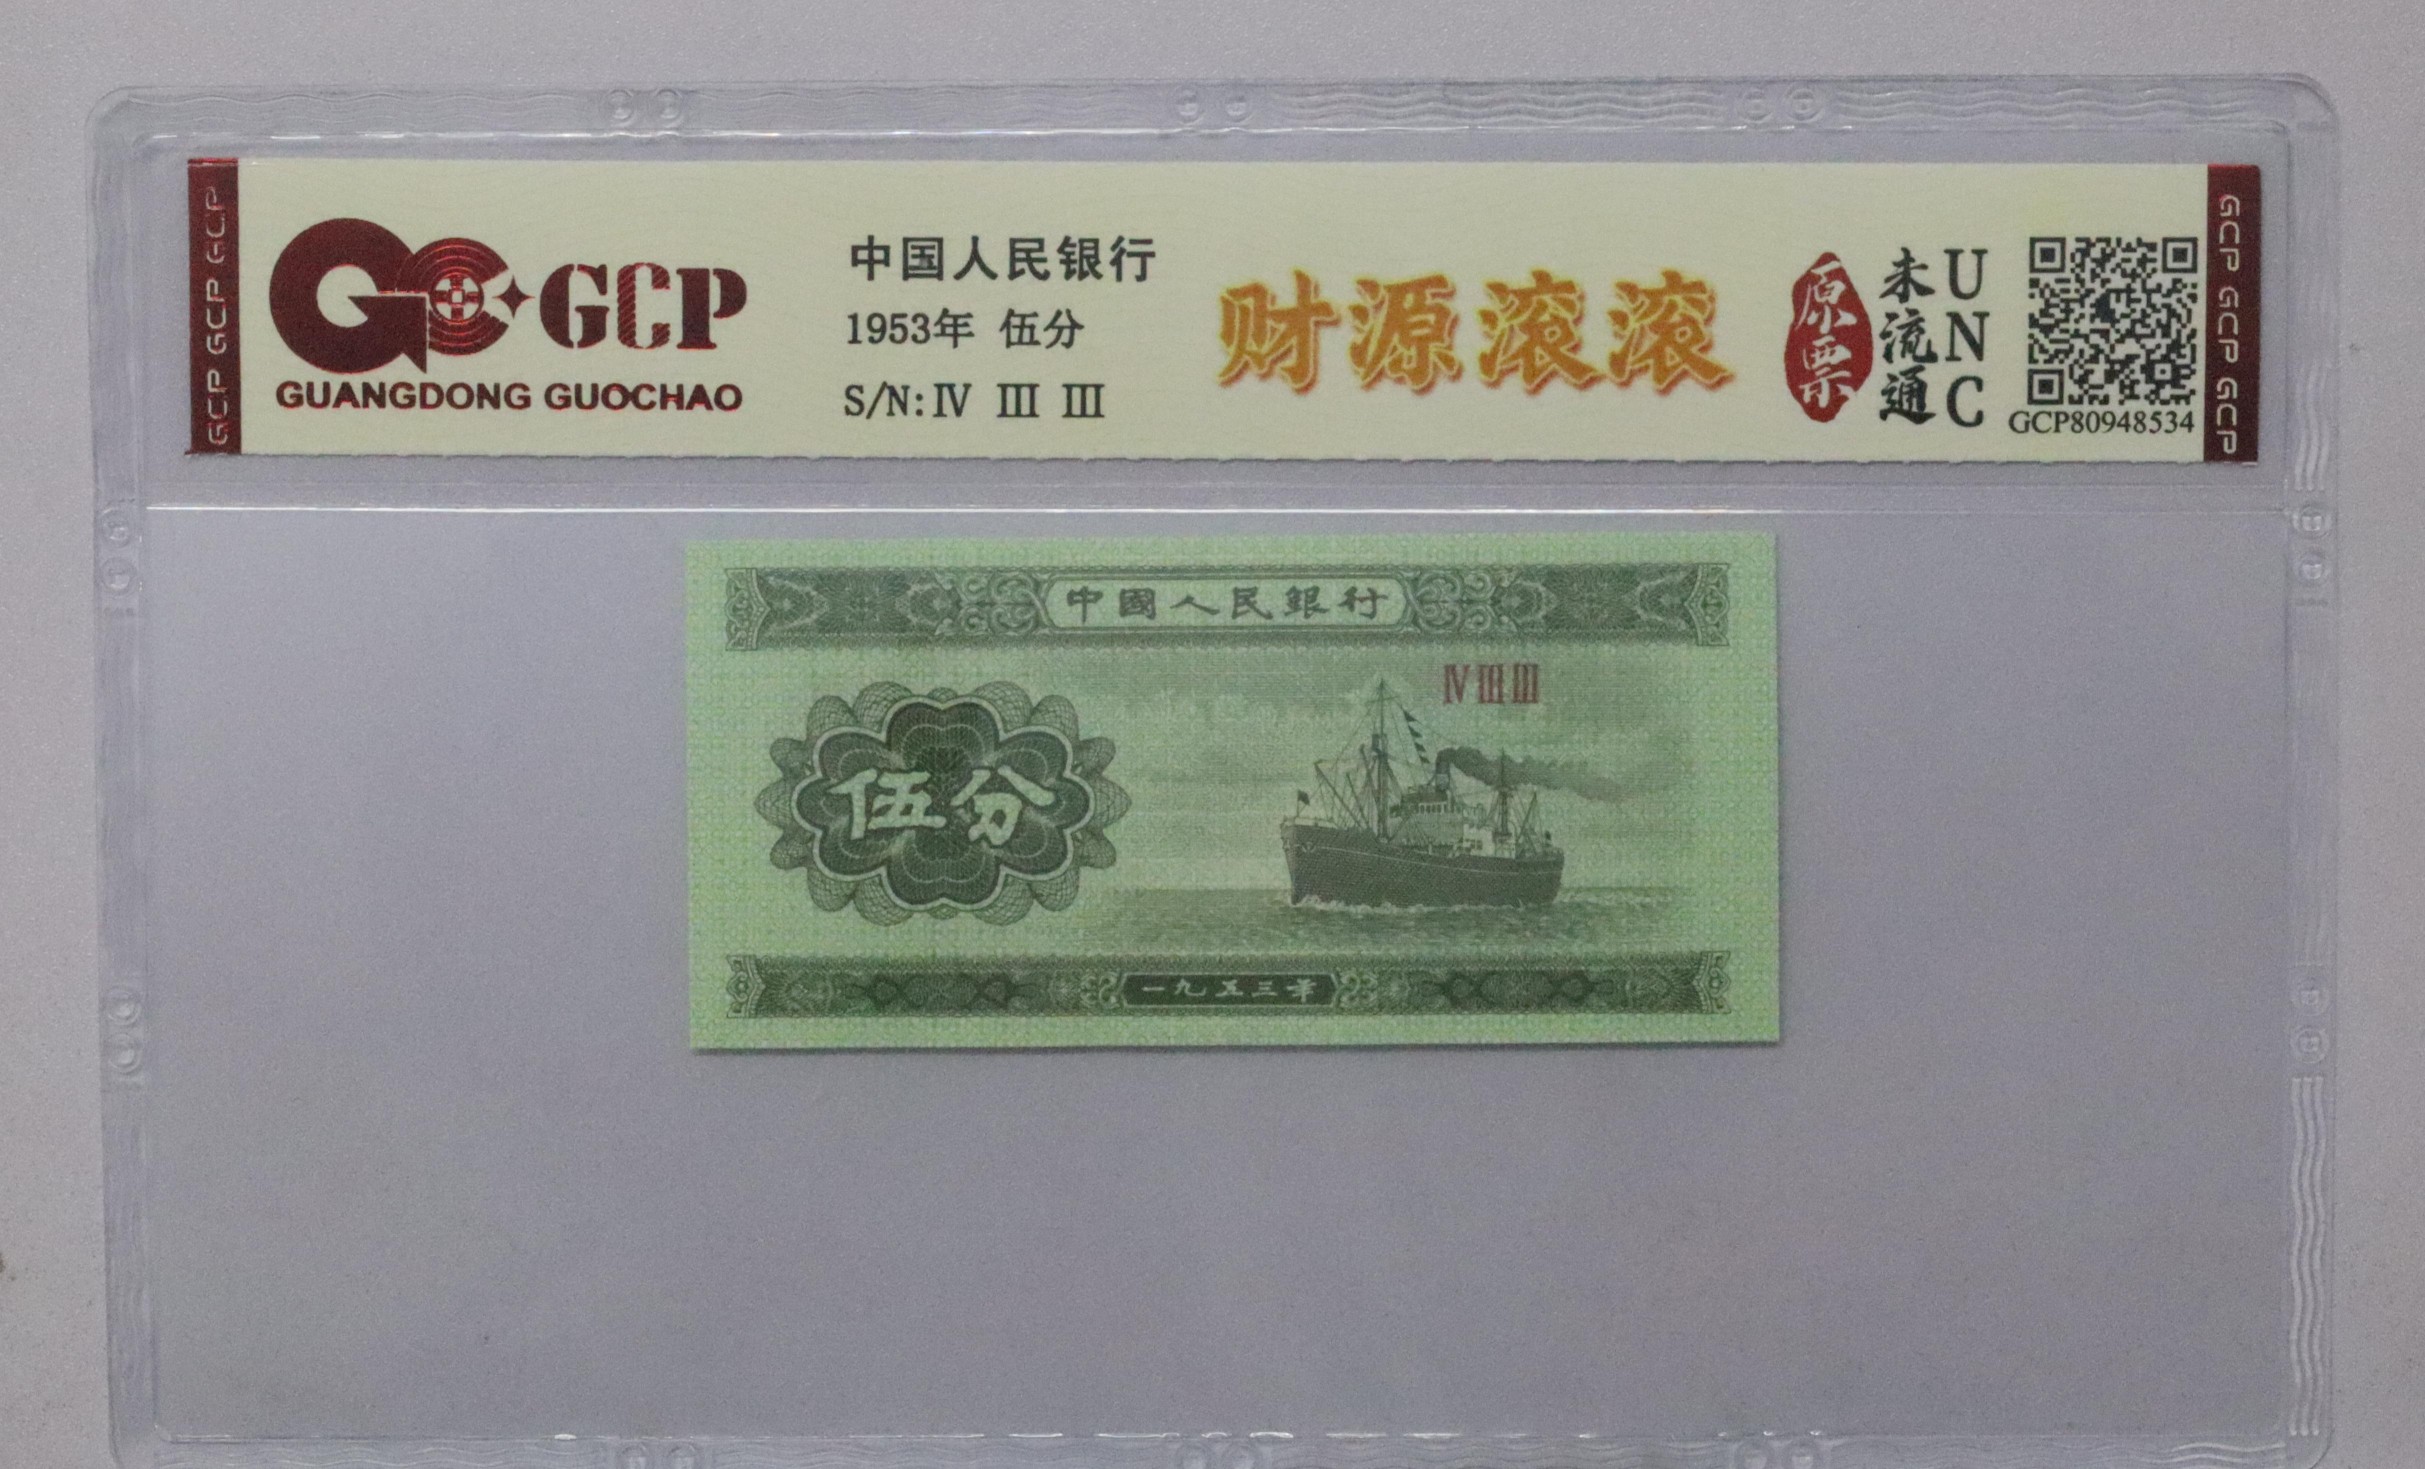 GCP GCP GCP
GCP
GUANGDONG GUOCHAO
中国人民银行
1953年 伍分
S/N: Ⅳ Ⅲ Ⅲ
财源滚滚
原票
未流通
UNC
GCP80948534
GCP GCP GCP
中國人民銀行
Ⅳ Ⅲ Ⅲ
伍分
一九五三年